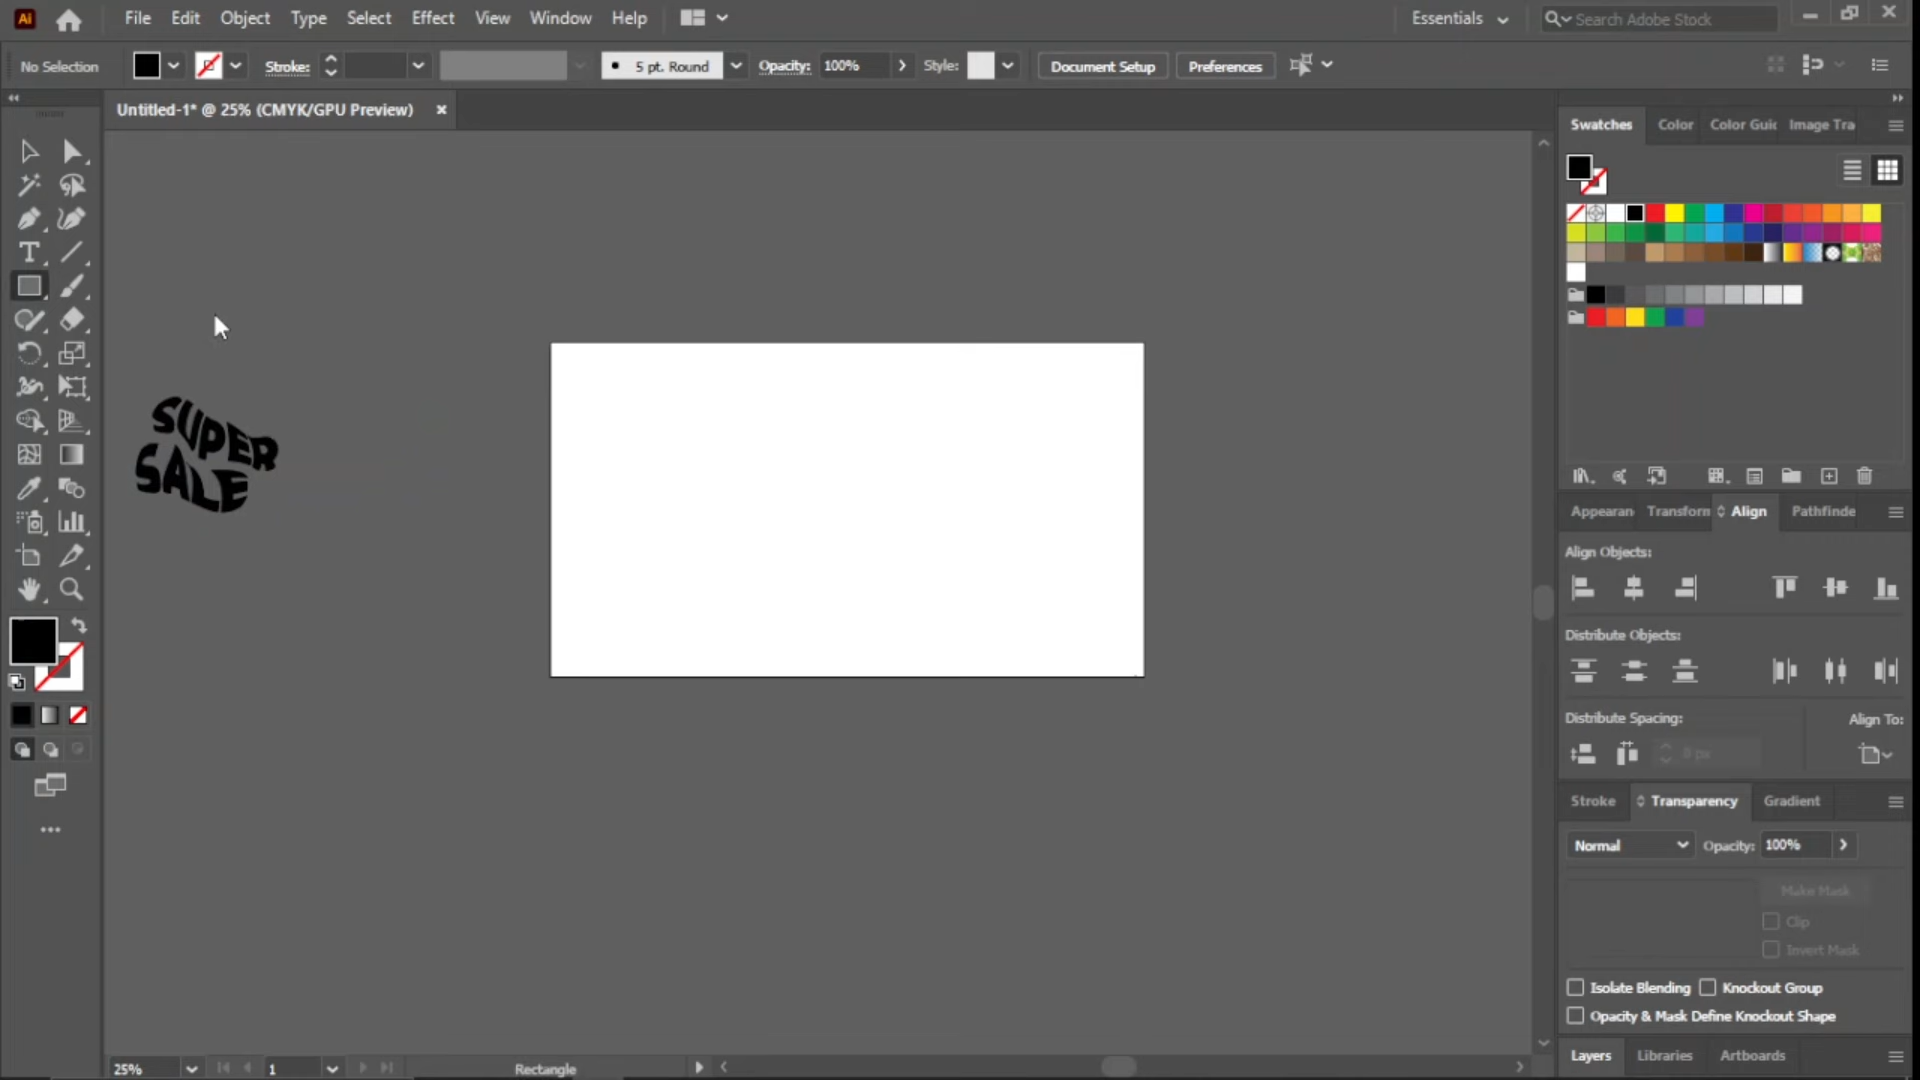 Ai File Edit Object Type Select Effect View Window Help Essentials Search Adobe Stock
No Selection Stroke: 5 pt. Round Opacity: 100% Style: Document Setup Preferences
Untitled-1* @ 25% (CMYK/GPU Preview)
Swatches Color Color Guic Image Tra
SUPER
SALE
Appearan Transforn Align Pathfinde
Align Objects:
Distribute Objects:
Distribute Spacing: Align To:
0 px
Stroke Transparency Gradient
Normal Opacity: 100%
Make Mask
Clip
Invert Mask
Isolate Blending Knockout Group
Opacity & Mask Define Knockout Shape
Layers Libraries Artboards
25% 1 Rectangle